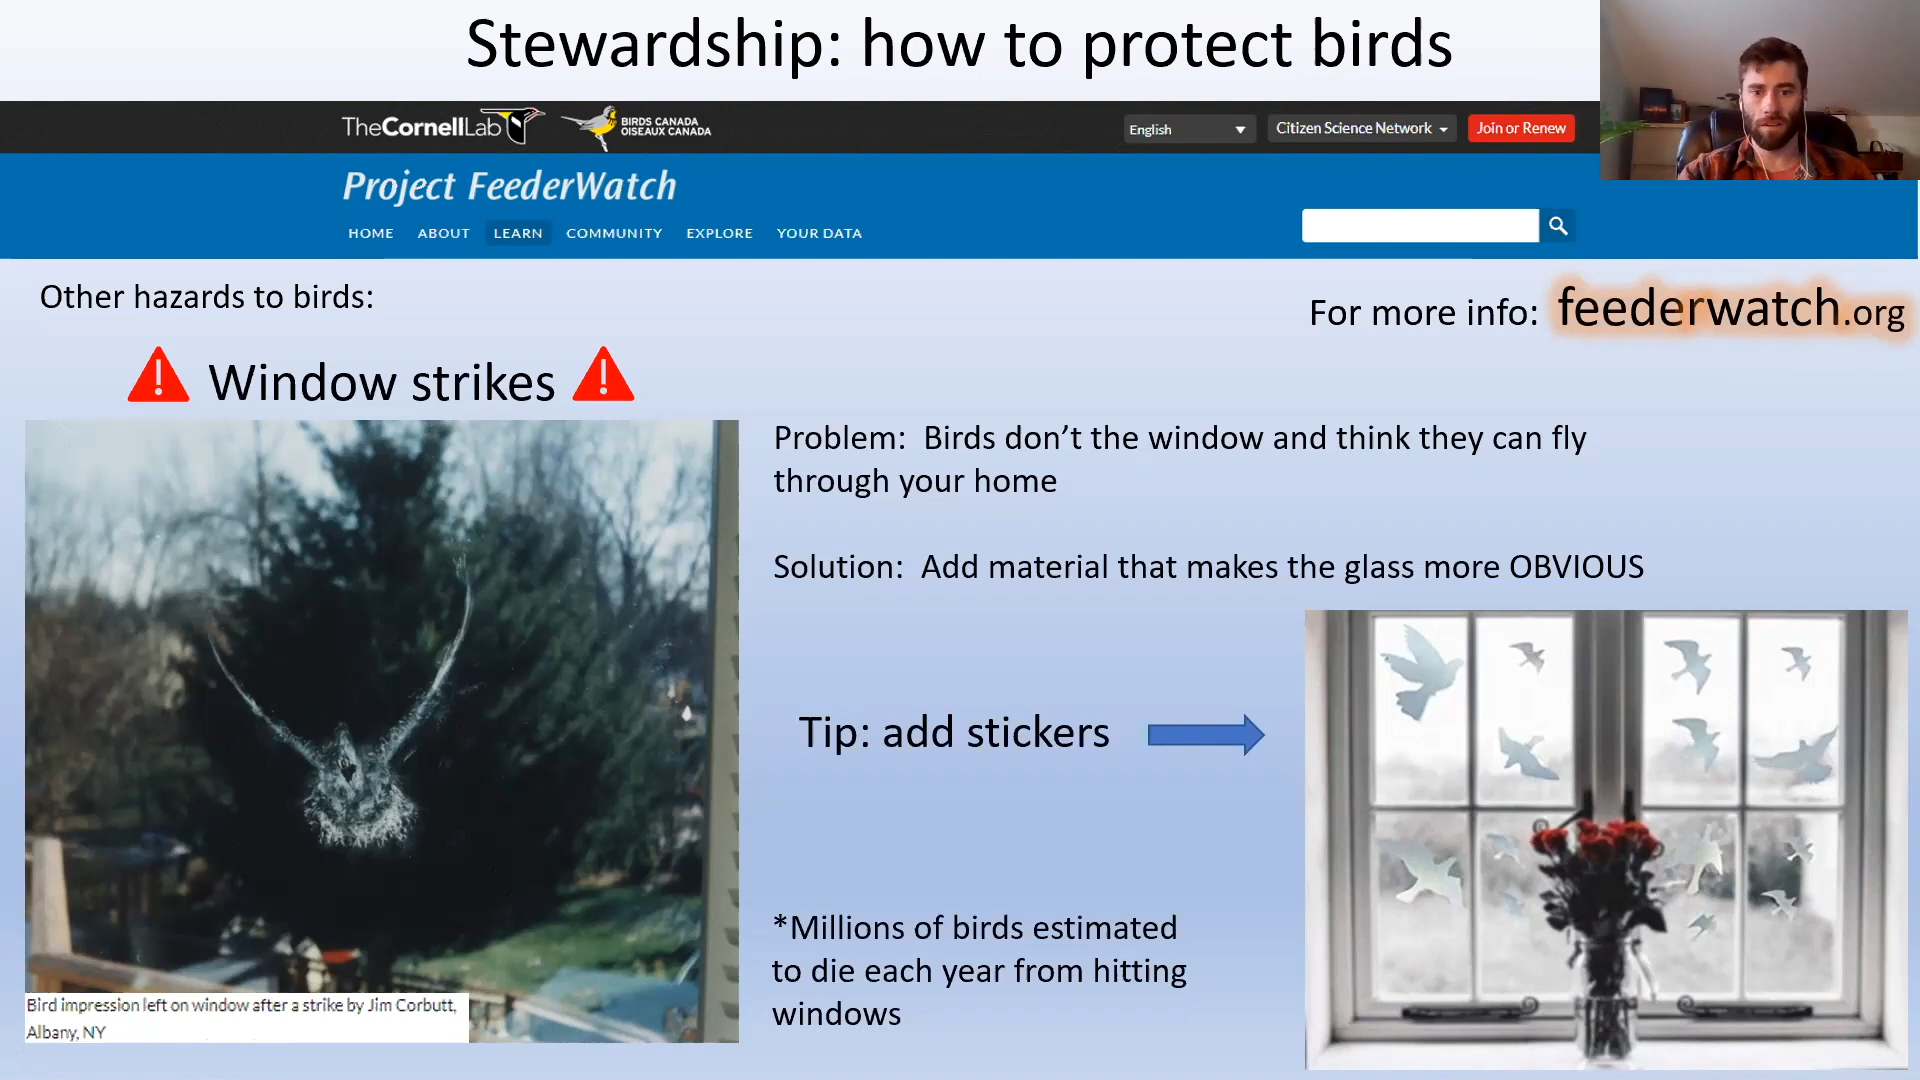 Stewardship: how to protect birds
TheCornellLab
BIRDS CANADA
OISEAUX CANADA
English
Citizen Science Network
Join or Renew
Project FeederWatch
HOME ABOUT LEARN COMMUNITY EXPLORE YOUR DATA
Other hazards to birds:
For more info: feederwatch.org
! Window strikes !
Problem: Birds don’t the window and think they can fly
through your home
Solution: Add material that makes the glass more OBVIOUS
Tip: add stickers
*Millions of birds estimated
to die each year from hitting
windows
Bird impression left on window after a strike by Jim Corbutt,
Albany, NY